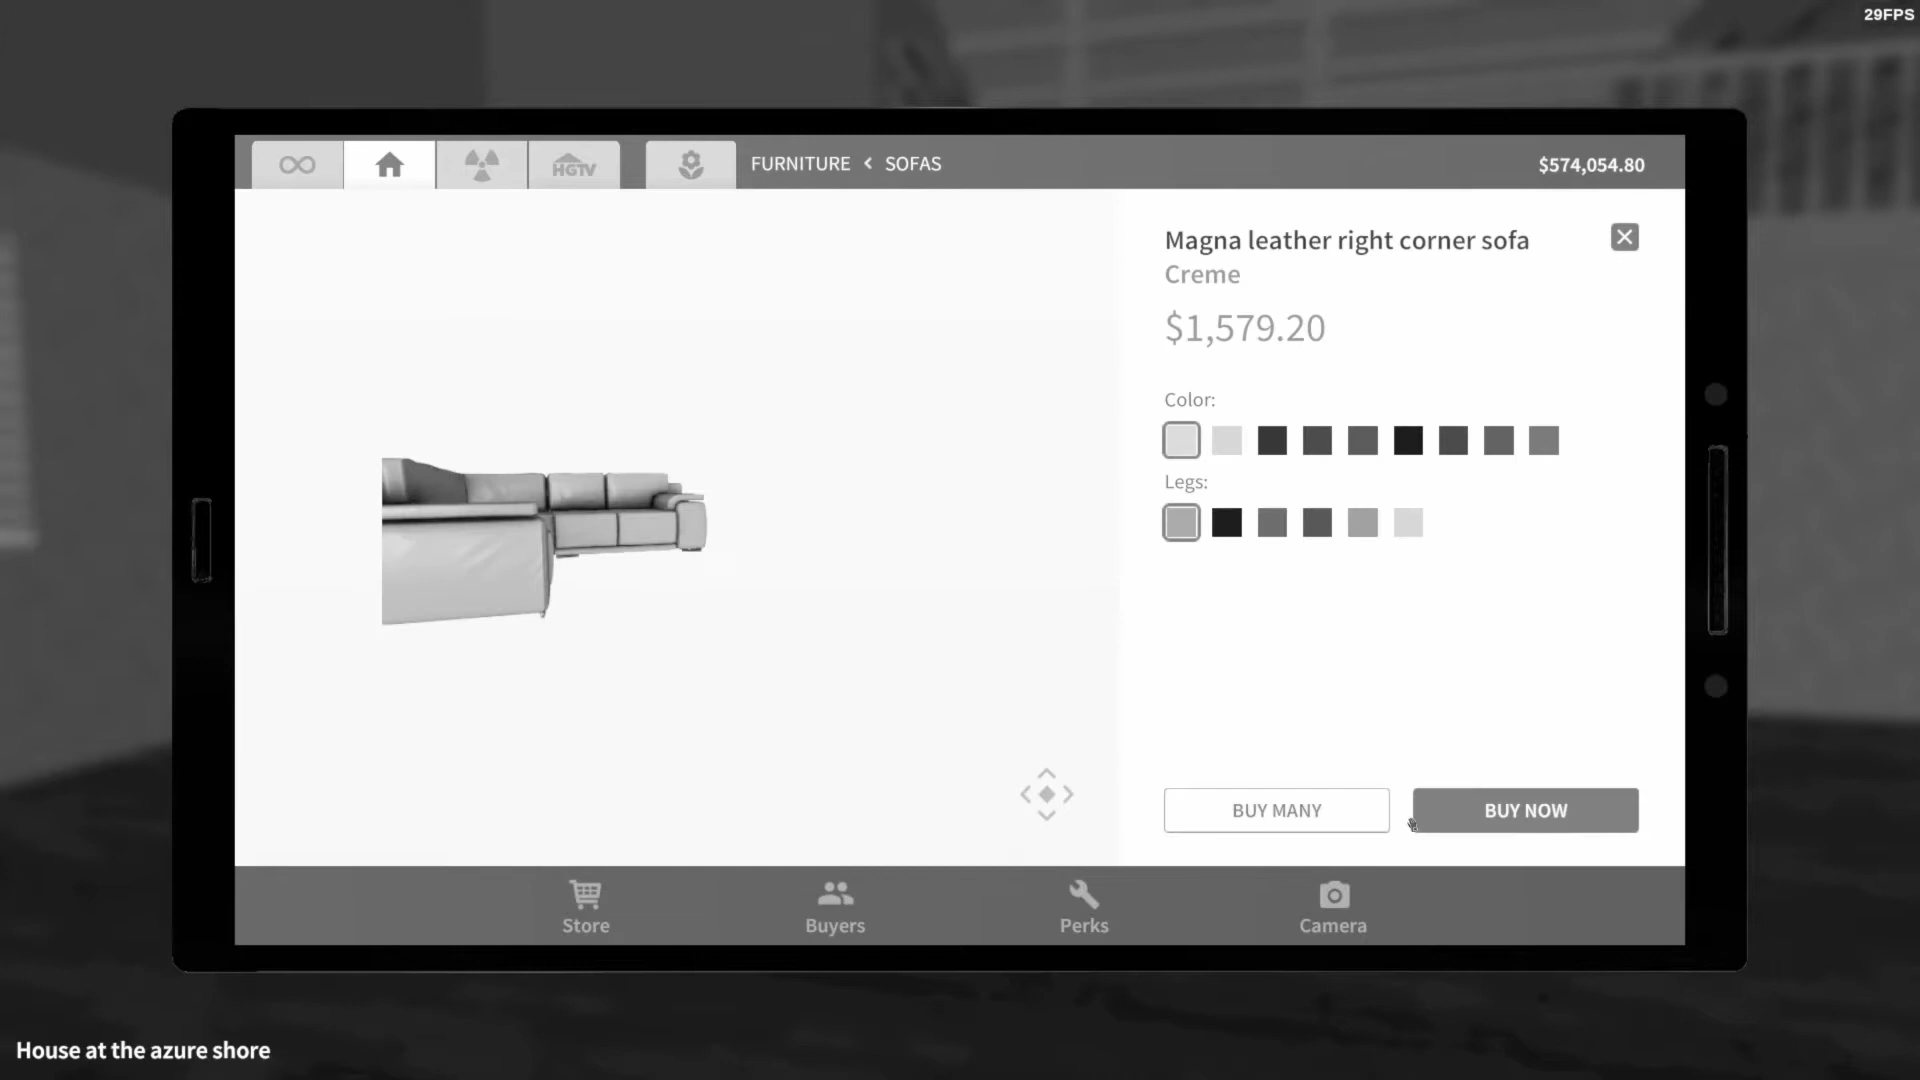 29FPS
HGTV
FURNITURE < SOFAS
$574,054.80
Magna leather right corner sofa
Creme
$1,579.20
Color:
Legs:
BUY MANY
BUY NOW
Store
Buyers
Perks
Camera
House at the azure shore